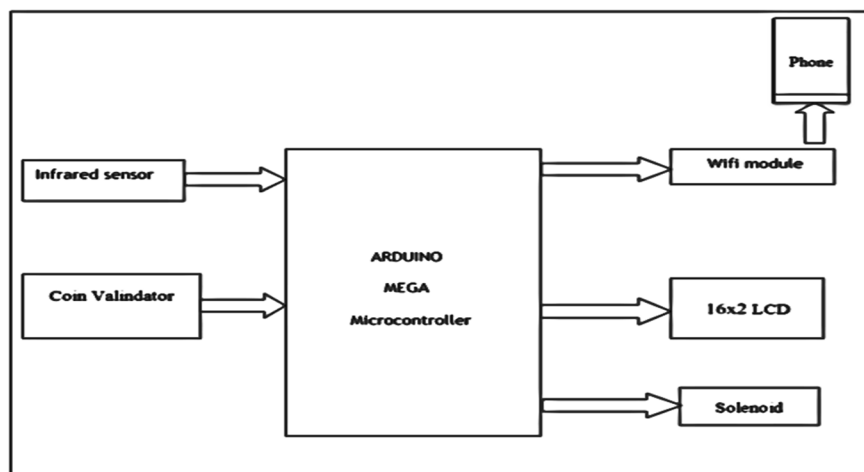 Phone
Infrared sensor
Wifi module
ARDUINO
MEGA
Microcontroller
Coin Valindator
16x2 LCD
Solenoid